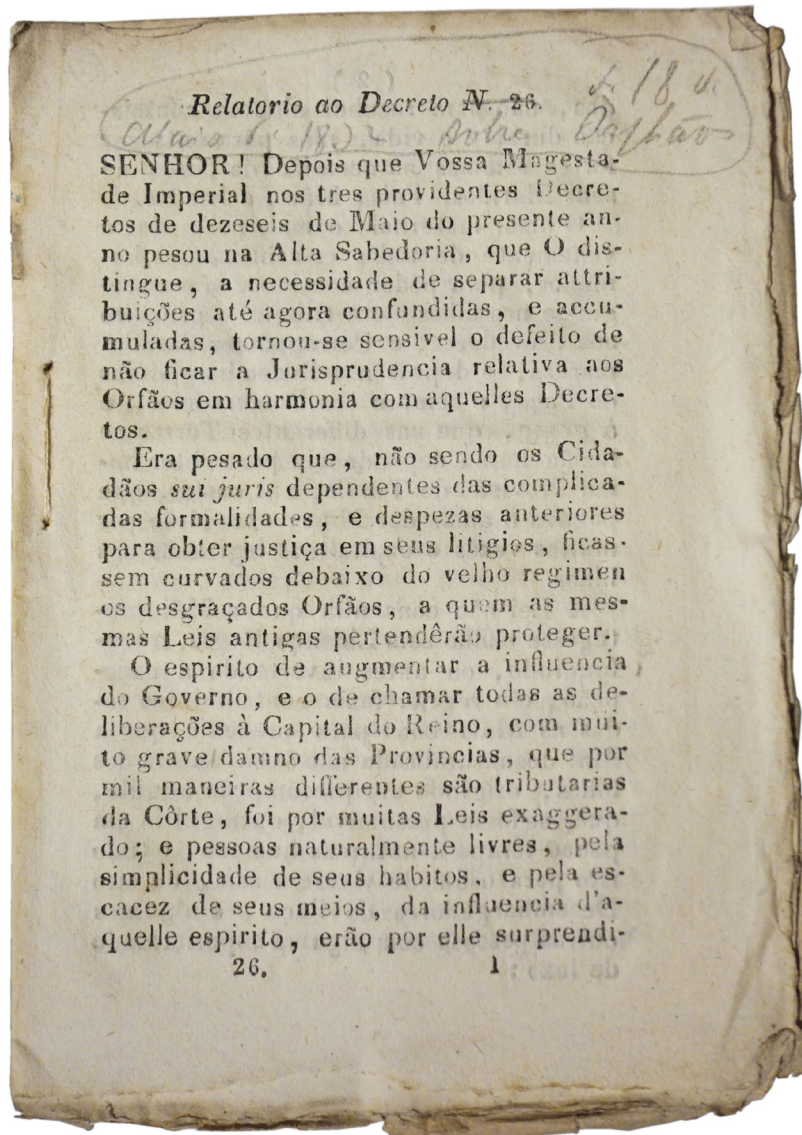 Relatorio ao Decreto N. 26.
de 18 de
Maio de 1832 sobre Orphãos
SENHOR! Depois que Vossa Magesta-
de Imperial nos tres providentes Decre-
tos de dezeseis de Maio do presente an-
no pesou na Alta Sabedoria, que O dis-
tingue, a necessidade de separar attri-
buições até agora confundidas, e accu-
muladas, tornou-se sensivel o defeito de
não ficar a Jurisprudencia relativa aos
Orfãos em harmonia com aquelles Decre-
tos.
Era pesado que, não sendo os Cida-
dãos sui juris dependentes das complica-
das formalidades, e despezas anteriores
para obter justiça em seus litigios, ficas-
sem curvados debaixo do velho regimen
os desgraçados Orfãos, a quem as mes-
mas Leis antigas pertendêrão proteger.
O espirito de augmentar a influencia
do Governo, e o de chamar todas as de-
liberações à Capital do Reino, com mui-
to grave damno das Provincias, que por
mil maneiras differentes são tributarias
da Côrte, foi por muitas Leis exaggera-
do; e pessoas naturalmente livres, pela
simplicidade de seus habitos, e pela es-
cacez de seus meios, da influencia d'a-
quelle espirito, erão por elle surprendi-
26. 1